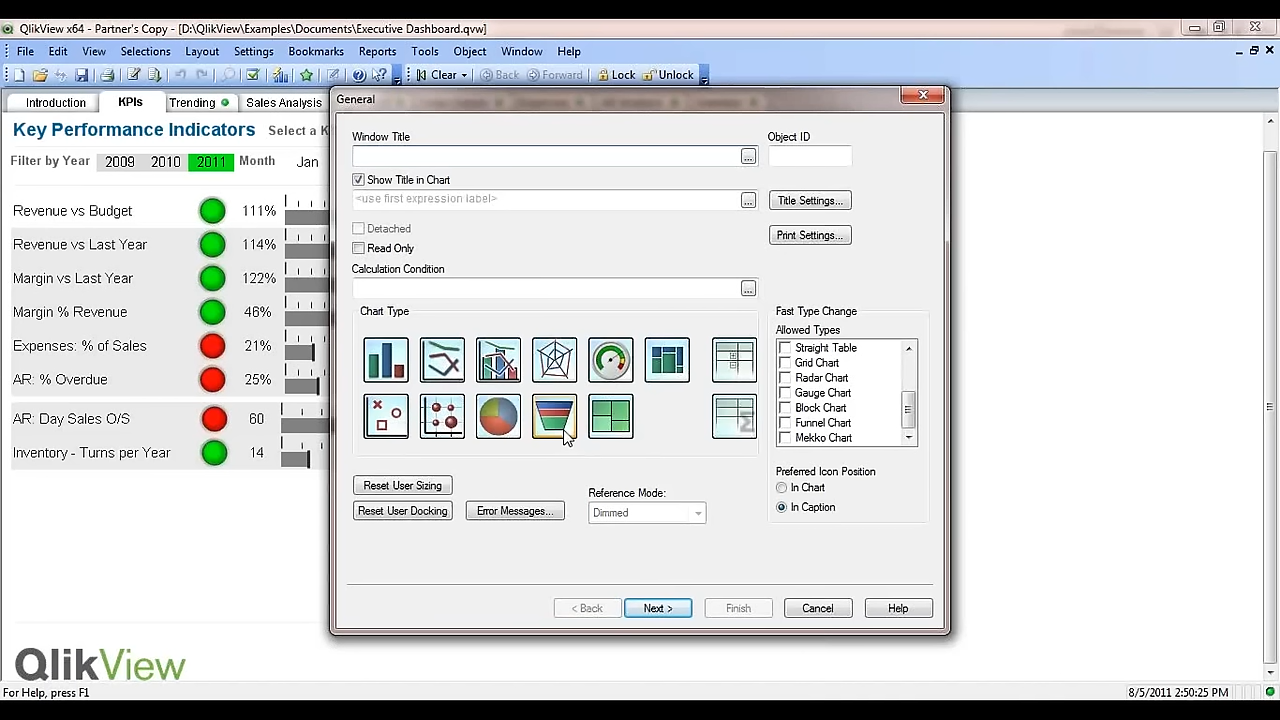 QlikView x64 - Partner's Copy - [D:\QlikView\Examples\Documents\Executive Dashboard.qvw]
File Edit View Selections Layout Settings Bookmarks Reports Tools Object Window Help
Clear Back Forward Lock Unlock
Introduction KPIs Trending Sales Analysis
Key Performance Indicators Select a K
Filter by Year 2009 2010 2011 Month Jan
Revenue vs Budget 111%
Revenue vs Last Year 114%
Margin vs Last Year 122%
Margin % Revenue 46%
Expenses: % of Sales 21%
AR: % Overdue 25%
AR: Day Sales O/S 60
Inventory - Turns per Year 14
QlikView
General
Window Title
Object ID
...
Show Title in Chart
<use first expression label>
...
Title Settings...
Detached
Print Settings...
Read Only
Calculation Condition
...
Chart Type
Fast Type Change
Allowed Types
Straight Table
Grid Chart
Radar Chart
Gauge Chart
Block Chart
Funnel Chart
Mekko Chart
Preferred Icon Position
In Chart
In Caption
Reset User Sizing
Reset User Docking
Error Messages...
Reference Mode:
Dimmed
< Back
Next >
Finish
Cancel
Help
For Help, press F1
8/5/2011 2:50:25 PM